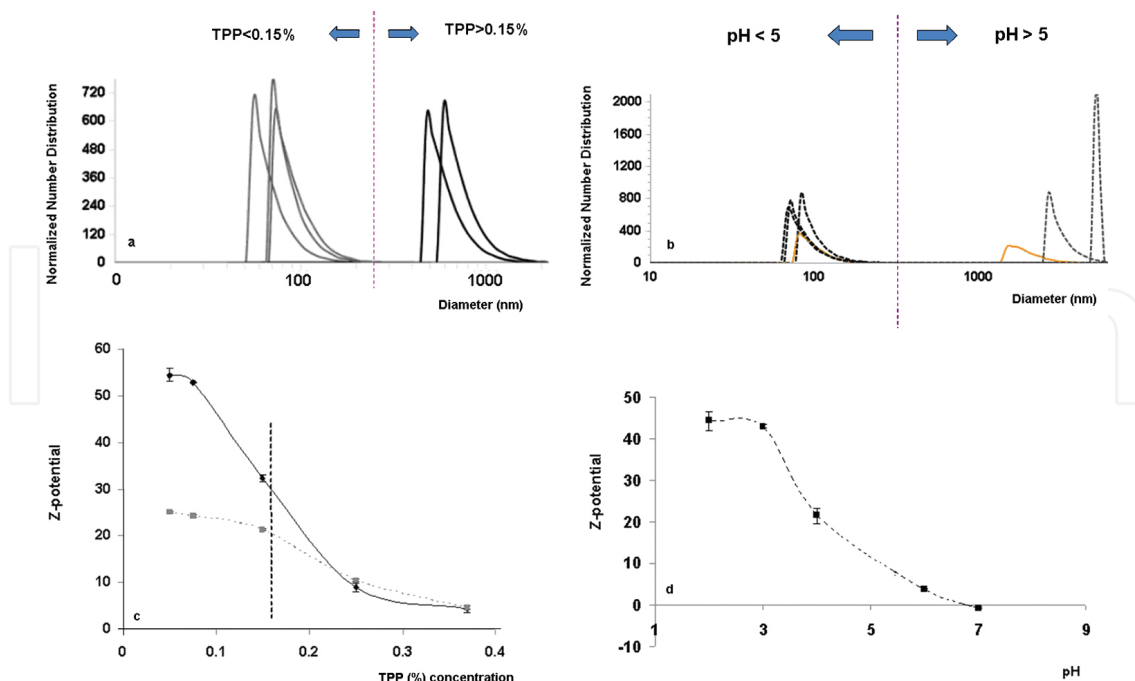 TPP<0.15%
TPP>0.15%
pH < 5
pH > 5
Normalized Number Distribution
720
600
480
360
240
120
0
a
0
100
1000
Diameter (nm)
Normalized Number Distribution
2000
1600
1200
800
400
0
b
10
100
1000
Diameter (nm)
Z-potential
60
50
40
30
20
10
0
c
0
0.1
0.2
0.3
0.4
TPP (%) concentration
Z-potential
50
40
30
20
10
0
-10
d
1
3
5
7
9
pH